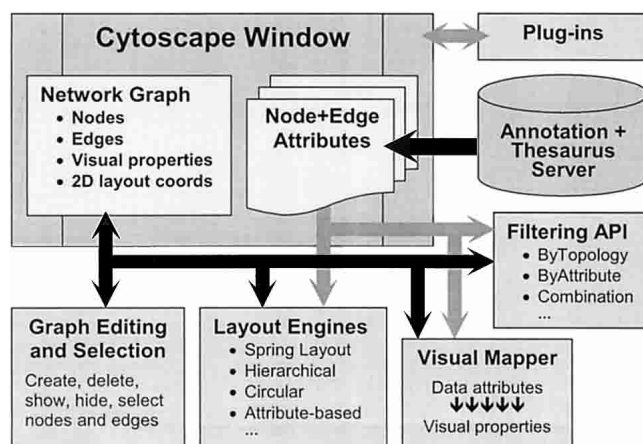 Cytoscape Window
Plug-ins
Network Graph
• Nodes
• Edges
• Visual properties
• 2D layout coords
Node+Edge
Attributes
Annotation +
Thesaurus
Server
Filtering API
• ByTopology
• ByAttribute
• Combination
...
Graph Editing
and Selection
Create, delete,
show, hide, select
nodes and edges
Layout Engines
• Spring Layout
• Hierarchical
• Circular
• Attribute-based
...
Visual Mapper
Data attributes
Visual properties